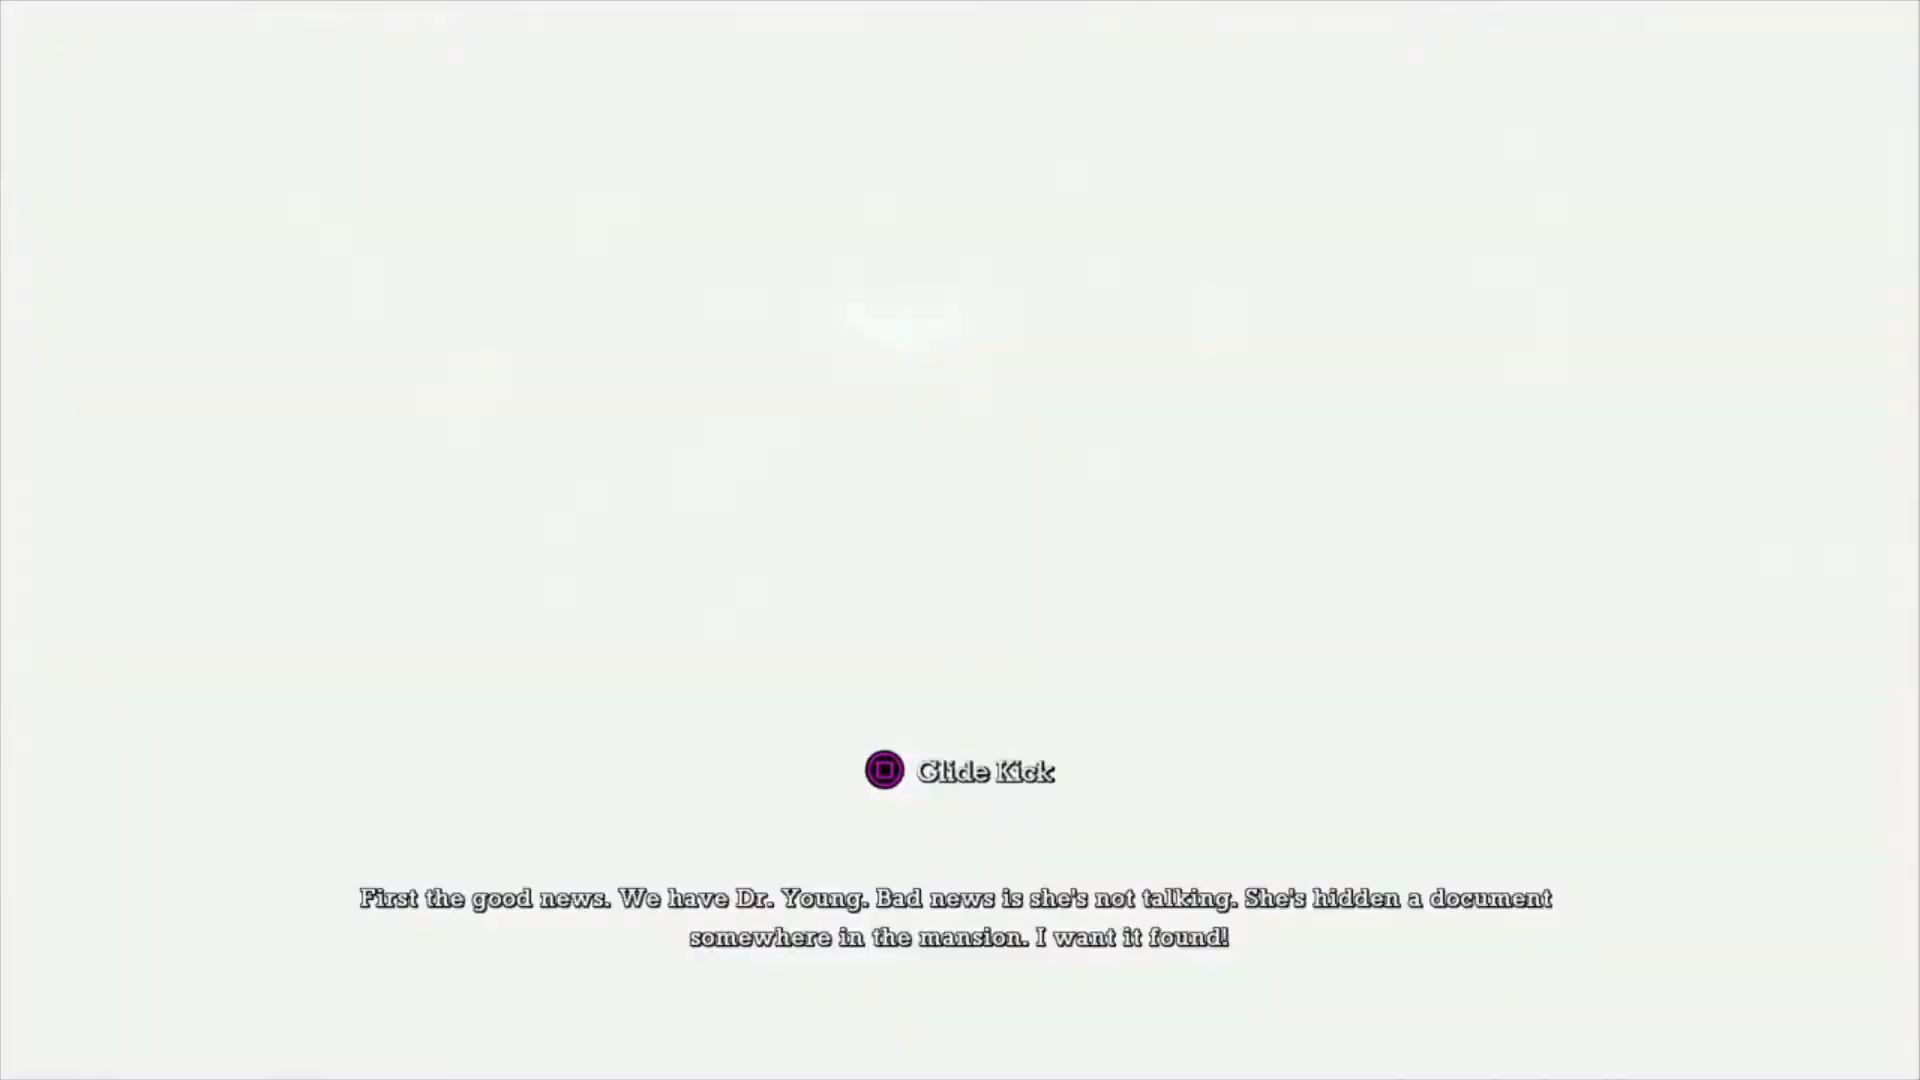 Glide Kick
First the good news. We have Dr. Young. Bad news is she's not talking. She's hidden a document
somewhere in the mansion. I want it found!